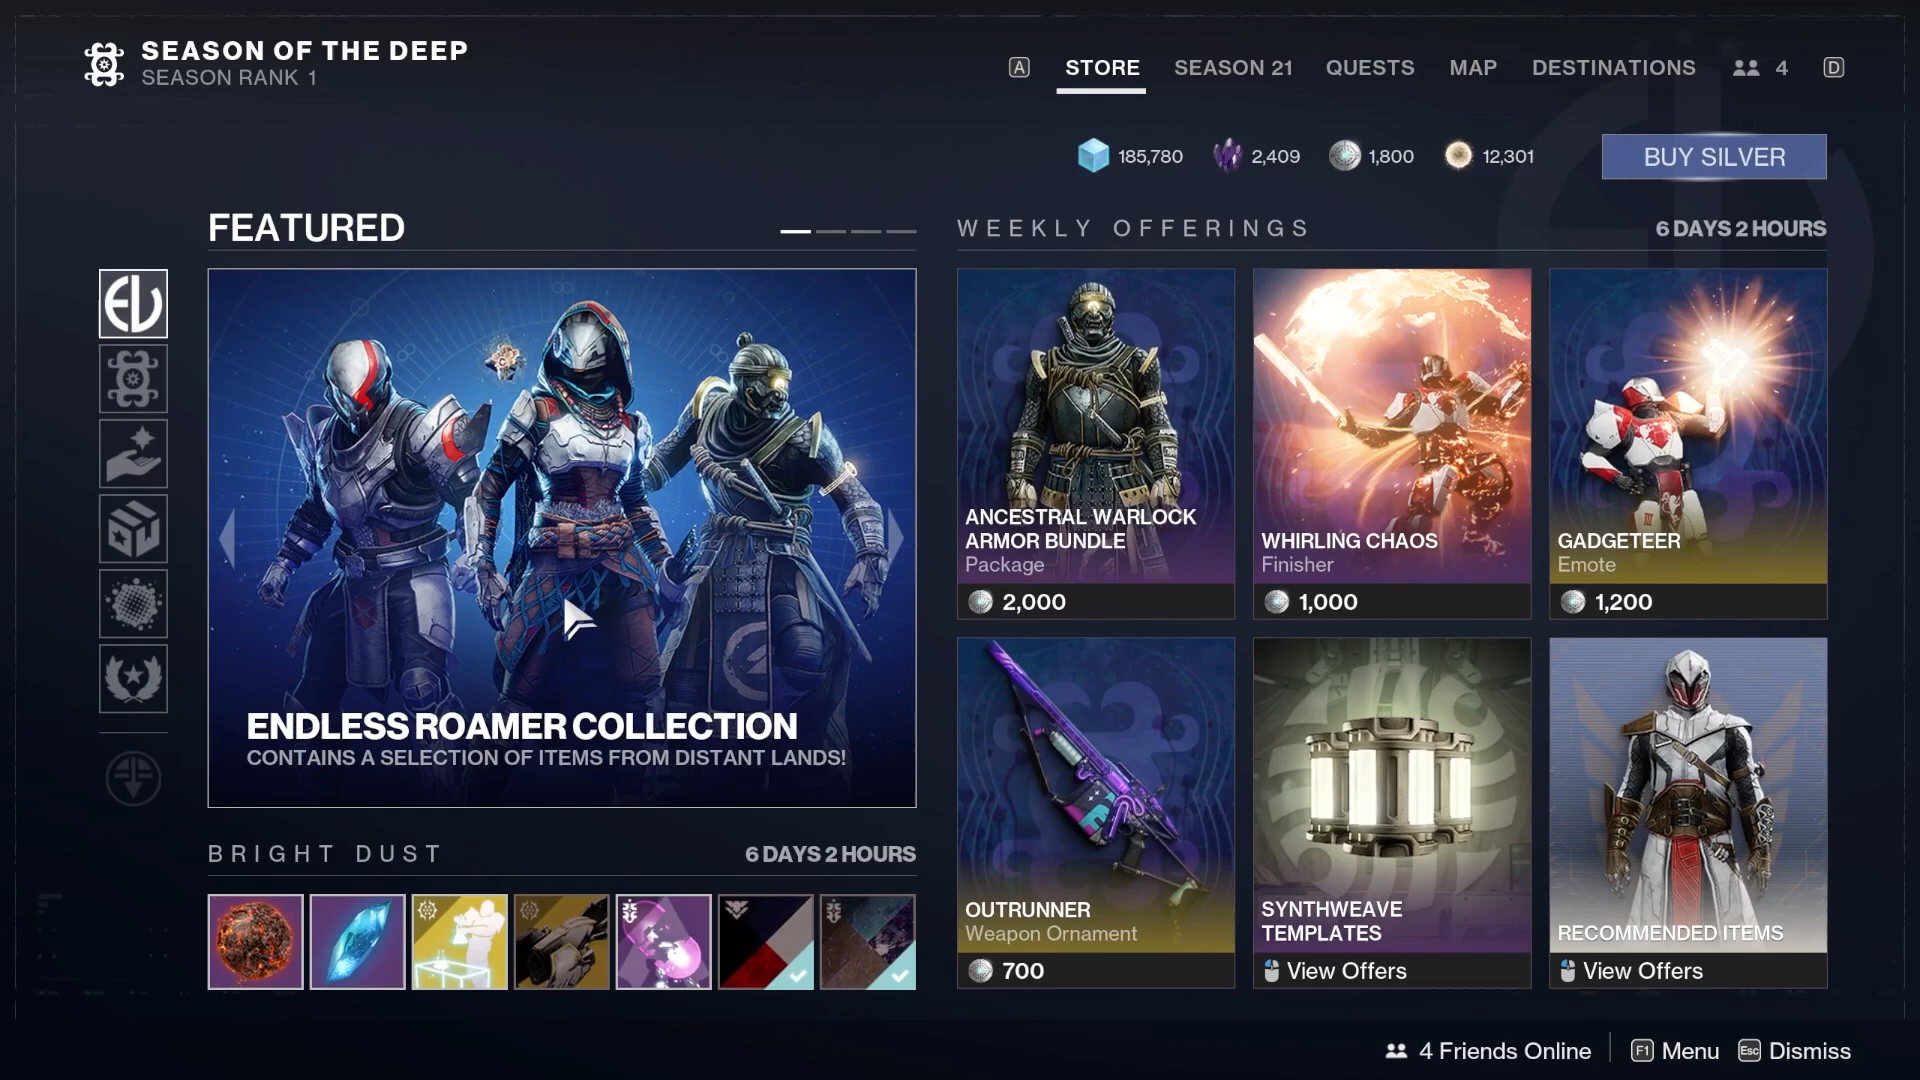 SEASON OF THE DEEP
SEASON RANK 1
A STORE SEASON 21 QUESTS MAP DESTINATIONS 4 D
185,780 2,409 1,800 12,301 BUY SILVER
FEATURED
WEEKLY OFFERINGS 6 DAYS 2 HOURS
ENDLESS ROAMER COLLECTION
CONTAINS A SELECTION OF ITEMS FROM DISTANT LANDS!
ANCESTRAL WARLOCK
ARMOR BUNDLE
Package
2,000
WHIRLING CHAOS
Finisher
1,000
GADGETEER
Emote
1,200
BRIGHT DUST 6 DAYS 2 HOURS
OUTRUNNER
Weapon Ornament
700
SYNTHWEAVE
TEMPLATES
View Offers
RECOMMENDED ITEMS
View Offers
4 Friends Online F1 Menu Esc Dismiss